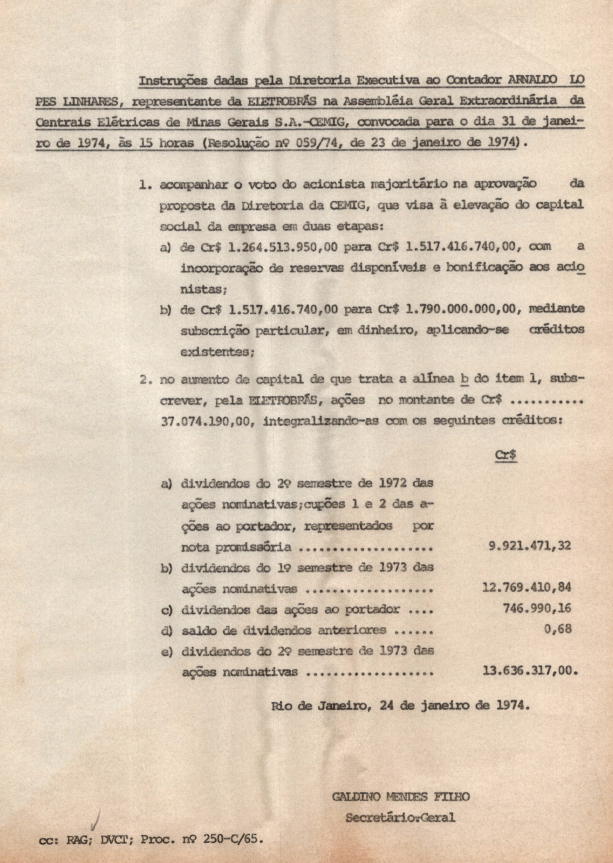 Instruções dadas pela Diretoria Executiva ao Contador ARNALDO LO
PES LINHARES, representante da ELETROBRÁS na Assembléia Geral Extraordinária da
Centrais Elétricas de Minas Gerais S.A.-CEMIG, convocada para o dia 31 de janei-
ro de 1974, às 15 horas (Resolução nº 059/74, de 23 de janeiro de 1974).
1. acompanhar o voto do acionista majoritário na aprovação da
proposta da Diretoria da CEMIG, que visa à elevação do capital
social da empresa em duas etapas:
a) de Cr$ 1.264.513.950,00 para Cr$ 1.517.416.740,00, com a
incorporação de reservas disponíveis e bonificação aos acio
nistas;
b) de Cr$ 1.517.416.740,00 para Cr$ 1.790.000.000,00, mediante
subscrição particular, em dinheiro, aplicando-se créditos
existentes;
2. no aumento de capital de que trata a alínea b do item 1, subs-
crever, pela ELETROBRÁS, ações no montante de Cr$ ...........
37.074.190,00, integralizando-as com os seguintes créditos:
Cr$
a) dividendos do 2º semestre de 1972 das
ações nominativas;cupões 1 e 2 das a-
ções ao portador, representados por
nota promissória .................... 9.921.471,32
b) dividendos do 1º semestre de 1973 das
ações nominativas ................... 12.769.410,84
c) dividendos das ações ao portador .... 746.990,16
d) saldo de dividendos anteriores ...... 0,68
e) dividendos do 2º semestre de 1973 das
ações nominativas ................... 13.636.317,00.
Rio de Janeiro, 24 de janeiro de 1974.
GALDINO MENDES FILHO
Secretário-Geral
cc: RAG; DVCT; Proc. nº 250-C/65.